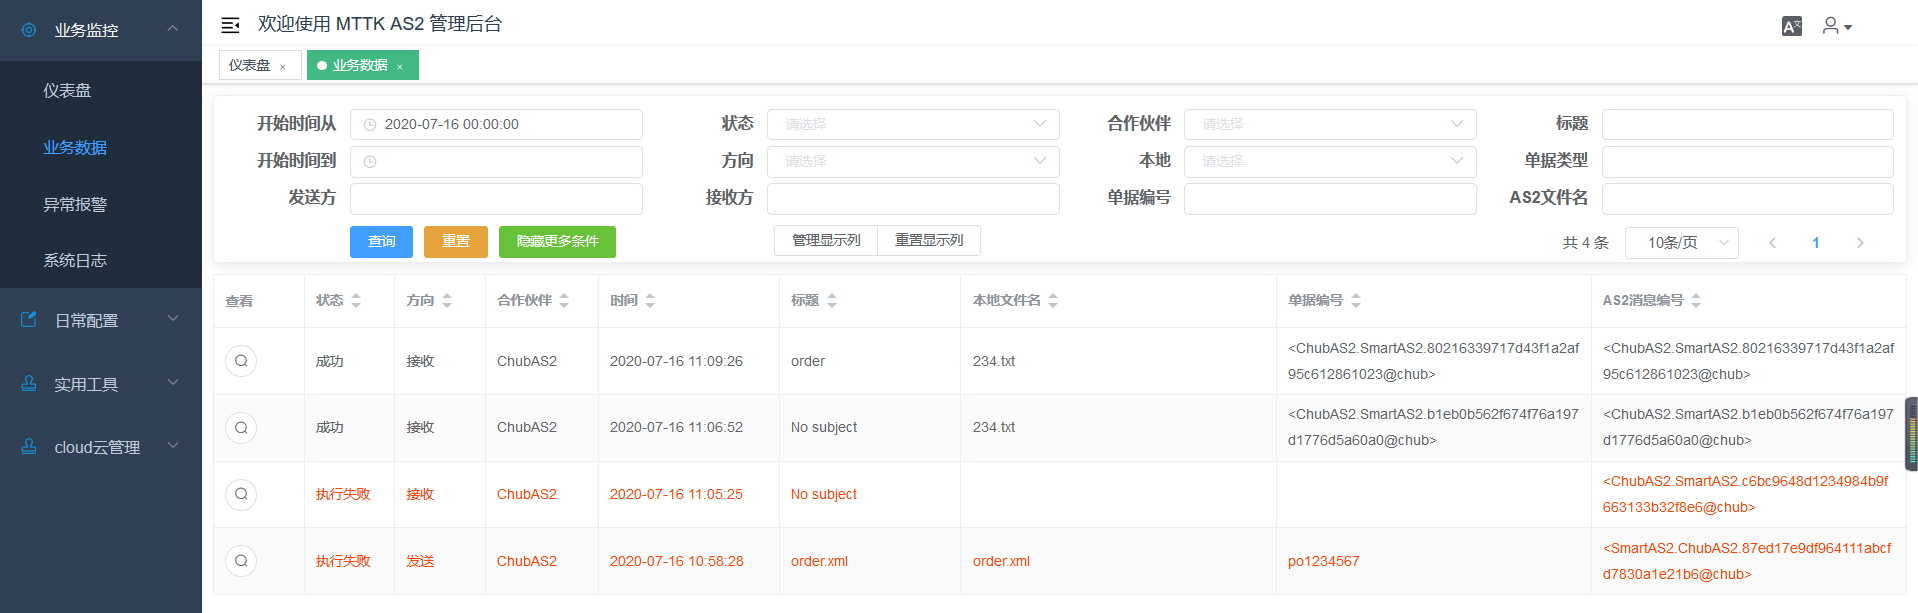 业务监控
欢迎使用 MTTK AS2 管理后台
仪表盘 × 业务数据 ×
仪表盘
业务数据
异常报警
系统日志
日常配置
实用工具
cloud云管理
开始时间从 2020-07-16 00:00:00 状态 请选择 合作伙伴 请选择 标题
开始时间到 方向 请选择 本地 请选择 单据类型
发送方 接收方 单据编号 AS2文件名
查询 重置 隐藏更多条件 管理显示列 重置显示列 共 4 条 10条/页 1
查看 状态 方向 合作伙伴 时间 标题 本地文件名 单据编号 AS2消息编号
成功 接收 ChubAS2 2020-07-16 11:09:26 order 234.txt <ChubAS2.SmartAS2.80216339717d43f1a2af <ChubAS2.SmartAS2.80216339717d43f1a2af
95c612861023@chub> 95c612861023@chub>
成功 接收 ChubAS2 2020-07-16 11:06:52 No subject 234.txt <ChubAS2.SmartAS2.b1eb0b562f674f76a197 <ChubAS2.SmartAS2.b1eb0b562f674f76a197
d1776d5a60a0@chub> d1776d5a60a0@chub>
执行失败 接收 ChubAS2 2020-07-16 11:05:25 No subject <ChubAS2.SmartAS2.c6bc9648d1234984b9f
663133b32f8e6@chub>
执行失败 发送 ChubAS2 2020-07-16 10:58:28 order.xml order.xml po1234567 <SmartAS2.ChubAS2.87ed17e9df964111abcf
d7830a1e21b6@chub>